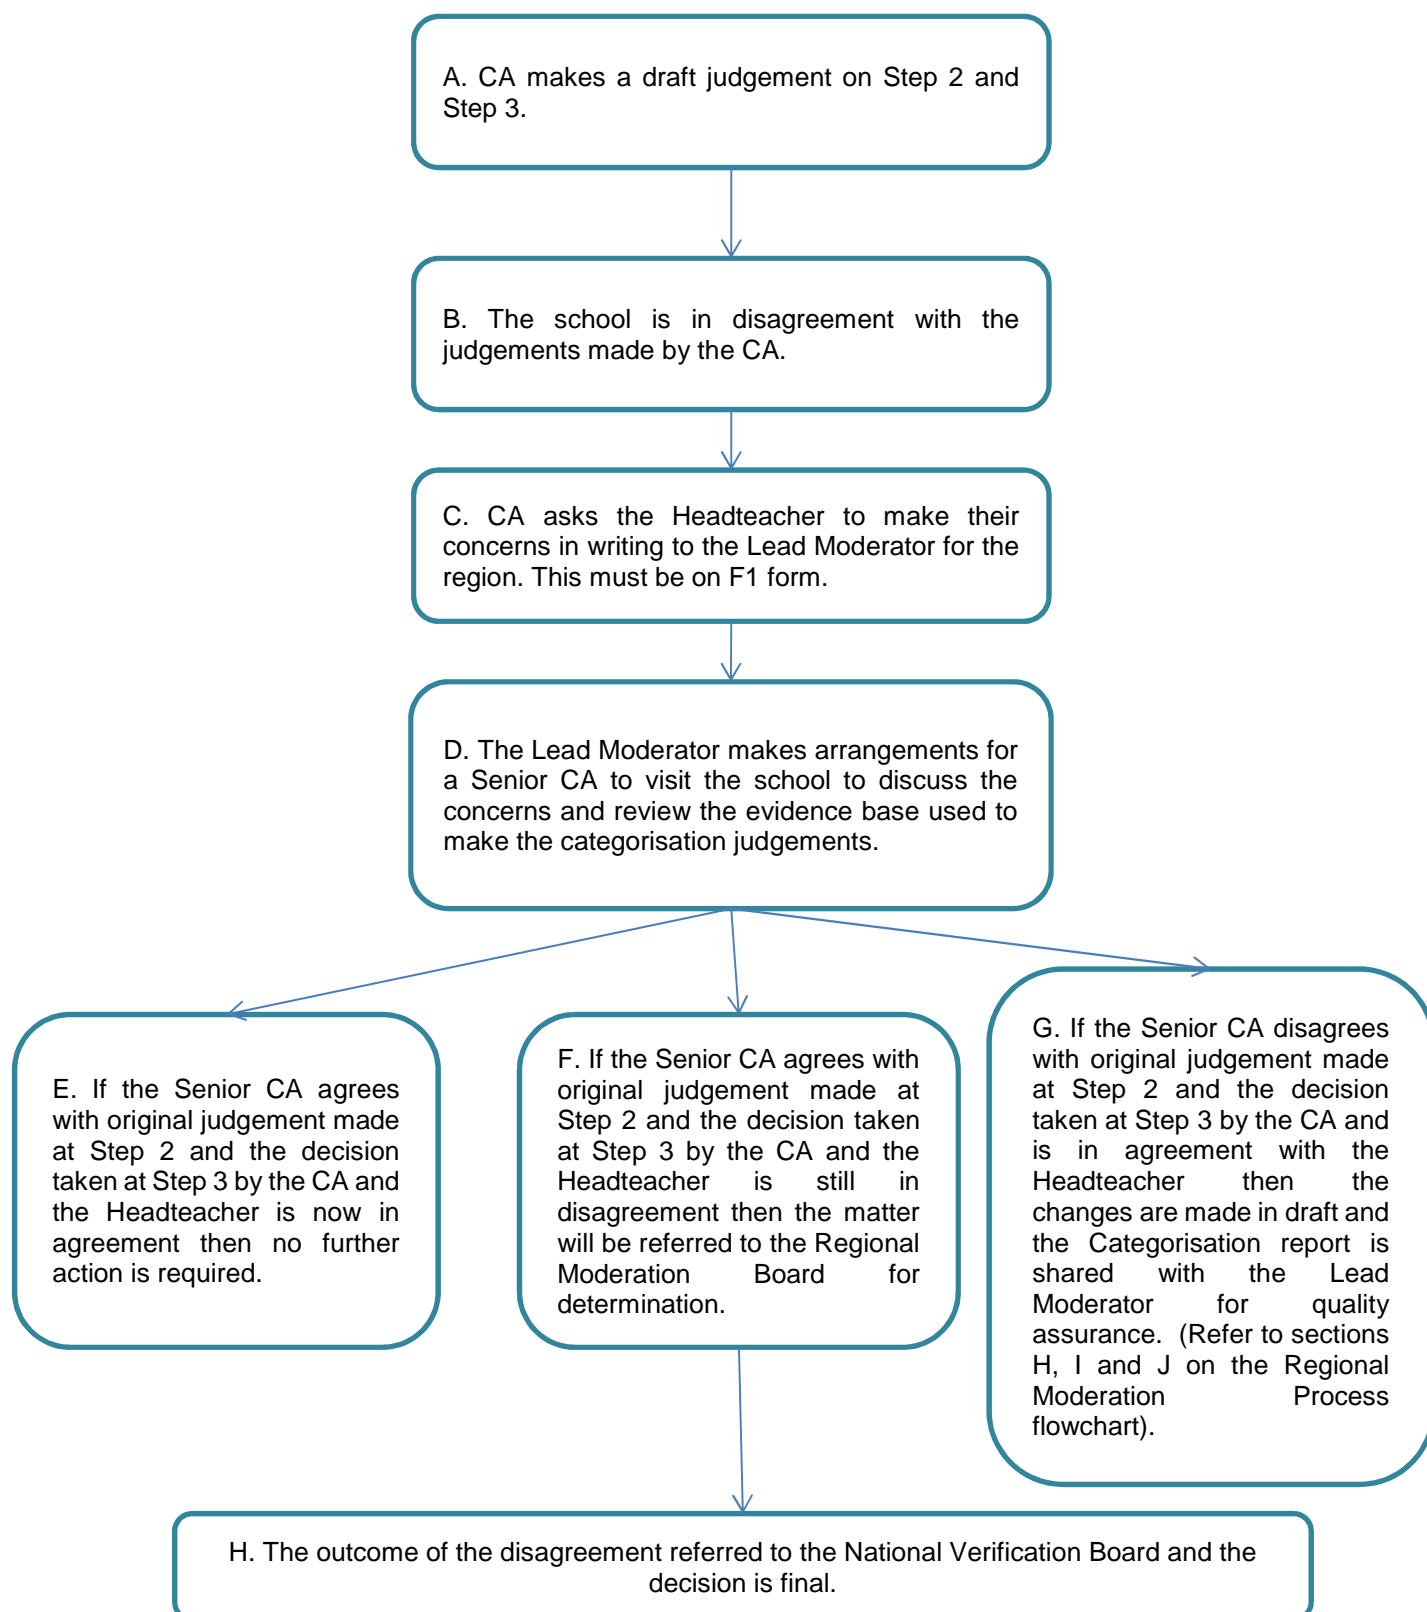 A. CA makes a draft judgement on Step 2 and
Step 3.
B. The school is in disagreement with the
judgements made by the CA.
C. CA asks the Headteacher to make their
concerns in writing to the Lead Moderator for the
region. This must be on F1 form.
D. The Lead Moderator makes arrangements for
a Senior CA to visit the school to discuss the
concerns and review the evidence base used to
make the categorisation judgements.
E. If the Senior CA agrees
with original judgement made
at Step 2 and the decision
taken at Step 3 by the CA and
the Headteacher is now in
agreement then no further
action is required.
F. If the Senior CA agrees with
original judgement made at
Step 2 and the decision taken
at Step 3 by the CA and the
Headteacher is still in
disagreement then the matter
will be referred to the Regional
Moderation Board for
determination.
G. If the Senior CA disagrees
with original judgement made
at Step 2 and the decision
taken at Step 3 by the CA and
is in agreement with the
Headteacher then the
changes are made in draft and
the Categorisation report is
shared with the Lead
Moderator for quality
assurance. (Refer to sections
H, I and J on the Regional
Moderation Process
flowchart).
H. The outcome of the disagreement referred to the National Verification Board and the
decision is final.